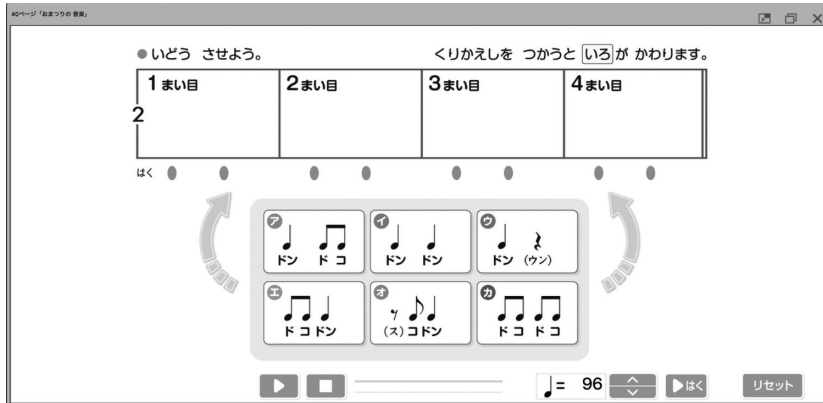 40ページ「おまつりの 音楽」
●いどう させよう。
くりかえしを つかうと いろ が かわります。
1まい目 2まい目 3まい目 4まい目
2
はく
ア イ ウ
ドン ド コ ドン ドン ドン (ウン)
エ オ カ
ド コ ドン (ス) コ ドン ド コ ド コ
= 96 はく リセット